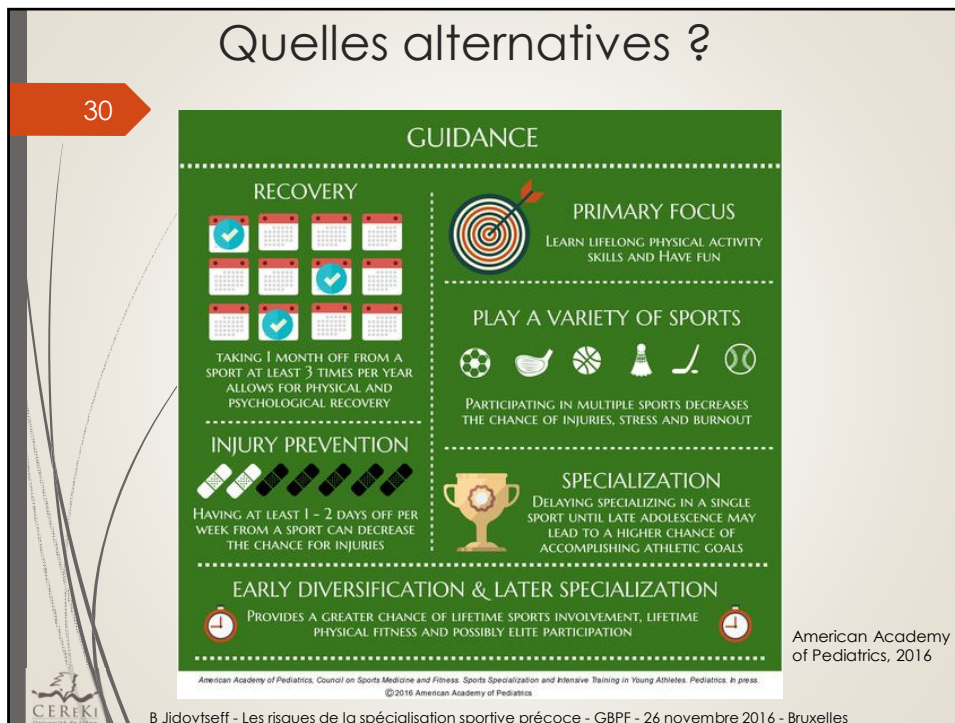 Quelles alternatives ?
30
GUIDANCE
RECOVERY
TAKING 1 MONTH OFF FROM A
SPORT AT LEAST 3 TIMES PER YEAR
ALLOWS FOR PHYSICAL AND
PSYCHOLOGICAL RECOVERY
INJURY PREVENTION
HAVING AT LEAST 1 - 2 DAYS OFF PER
WEEK FROM A SPORT CAN DECREASE
THE CHANCE FOR INJURIES
PRIMARY FOCUS
LEARN LIFELONG PHYSICAL ACTIVITY
SKILLS AND HAVE FUN
PLAY A VARIETY OF SPORTS
PARTICIPATING IN MULTIPLE SPORTS DECREASES
THE CHANCE OF INJURIES, STRESS AND BURNOUT
SPECIALIZATION
DELAYING SPECIALIZING IN A SINGLE
SPORT UNTIL LATE ADOLESCENCE MAY
LEAD TO A HIGHER CHANCE OF
ACCOMPLISHING ATHLETIC GOALS
EARLY DIVERSIFICATION & LATER SPECIALIZATION
PROVIDES A GREATER CHANCE OF LIFETIME SPORTS INVOLVEMENT, LIFETIME
PHYSICAL FITNESS AND POSSIBLY ELITE PARTICIPATION
American Academy of Pediatrics, Council on Sports Medicine and Fitness. Sports Specialization and Intensive Training in Young Athletes. Pediatrics. In press.
©2016 American Academy of Pediatrics
American Academy
of Pediatrics, 2016
CEREKI
B Jidovtseff - Les risques de la spécialisation sportive précoce - GBPF - 26 novembre 2016 - Bruxelles